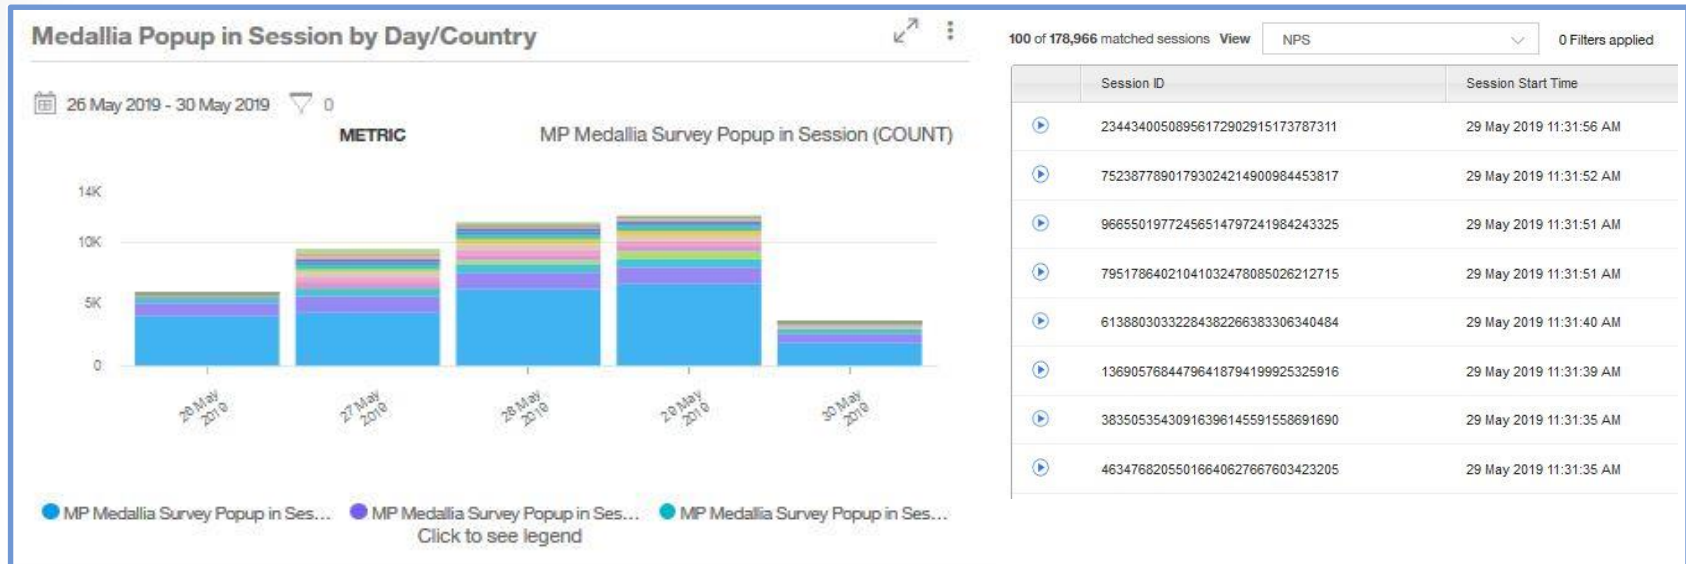 Medallia Popup in Session by Day/Country
26 May 2019 - 30 May 2019 0
METRIC MP Medallia Survey Popup in Session (COUNT)
14K
10K
5K
0
26 May 2019
27 May 2019
28 May 2019
29 May 2019
30 May 2019
MP Medallia Survey Popup in Ses... MP Medallia Survey Popup in Ses... MP Medallia Survey Popup in Ses...
Click to see legend
100 of 178,966 matched sessions View NPS 0 Filters applied
Session ID Session Start Time
23443400508956172902915173787311 29 May 2019 11:31:56 AM
75238778901793024214900984453817 29 May 2019 11:31:52 AM
96655019772456514797241984243325 29 May 2019 11:31:51 AM
79517864021041032478085026212715 29 May 2019 11:31:51 AM
61388030332284382266383306340484 29 May 2019 11:31:40 AM
13690576844796418794199925325916 29 May 2019 11:31:39 AM
38350535430916396145591558691690 29 May 2019 11:31:35 AM
46347682055016640627667603423205 29 May 2019 11:31:35 AM